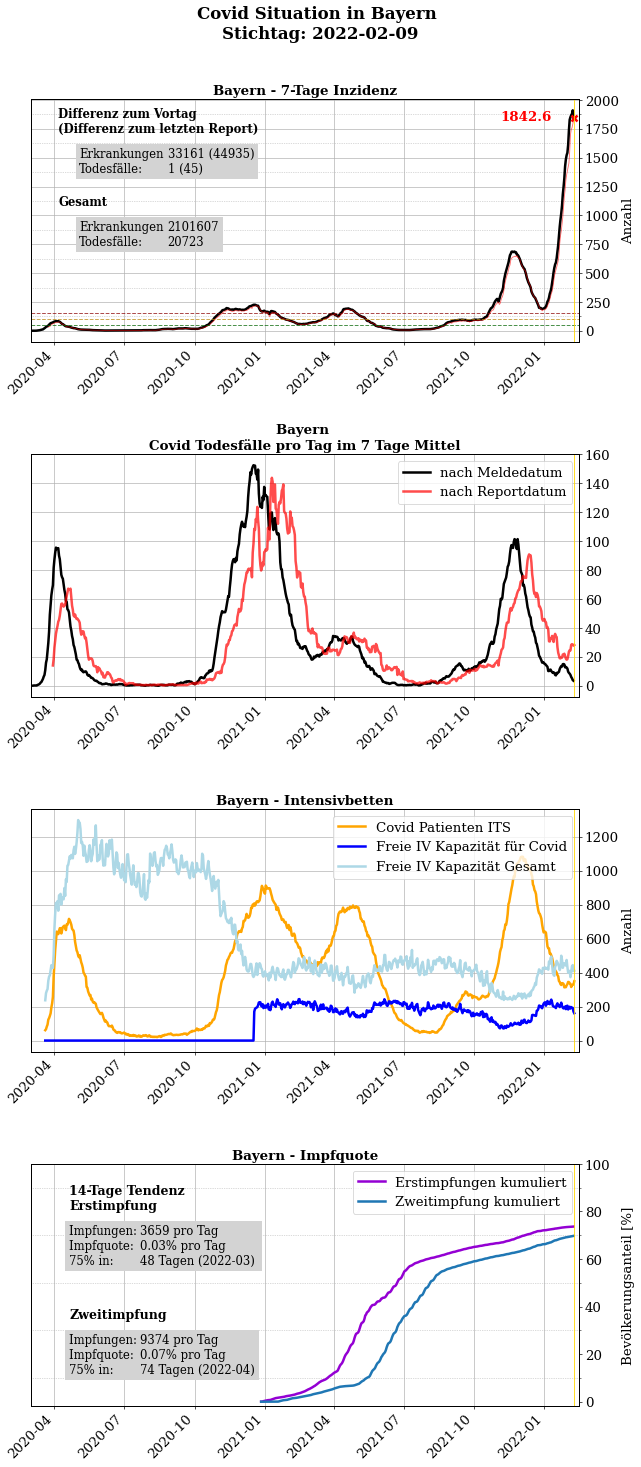 Covid Situation in Bayern
Stichtag: 2022-02-09
Bayern - 7-Tage Inzidenz
Differenz zum Vortag
(Differenz zum letzten Report)
Erkrankungen 33161 (44935)
Todesfälle: 1 (45)
Gesamt
Erkrankungen 2101607
Todesfälle: 20723
1842.6
2000
1750
1500
1250
1000
750
500
250
0
Anzahl
2020-04
2020-07
2020-10
2021-01
2021-04
2021-07
2021-10
2022-01
Bayern
Covid Todesfälle pro Tag im 7 Tage Mittel
nach Meldedatum
nach Reportdatum
160
140
120
100
80
60
40
20
0
2020-04
2020-07
2020-10
2021-01
2021-04
2021-07
2021-10
2022-01
Bayern - Intensivbetten
Covid Patienten ITS
Freie IV Kapazität für Covid
Freie IV Kapazität Gesamt
1200
1000
800
600
400
200
0
Anzahl
2020-04
2020-07
2020-10
2021-01
2021-04
2021-07
2021-10
2022-01
Bayern - Impfquote
14-Tage Tendenz
Erstimpfung
Impfungen: 3659 pro Tag
Impfquote: 0.03% pro Tag
75% in: 48 Tagen (2022-03)
Zweitimpfung
Impfungen: 9374 pro Tag
Impfquote: 0.07% pro Tag
75% in: 74 Tagen (2022-04)
Erstimpfungen kumuliert
Zweitimpfung kumuliert
100
80
60
40
20
0
Bevölkerungsanteil [%]
2020-04
2020-07
2020-10
2021-01
2021-04
2021-07
2021-10
2022-01